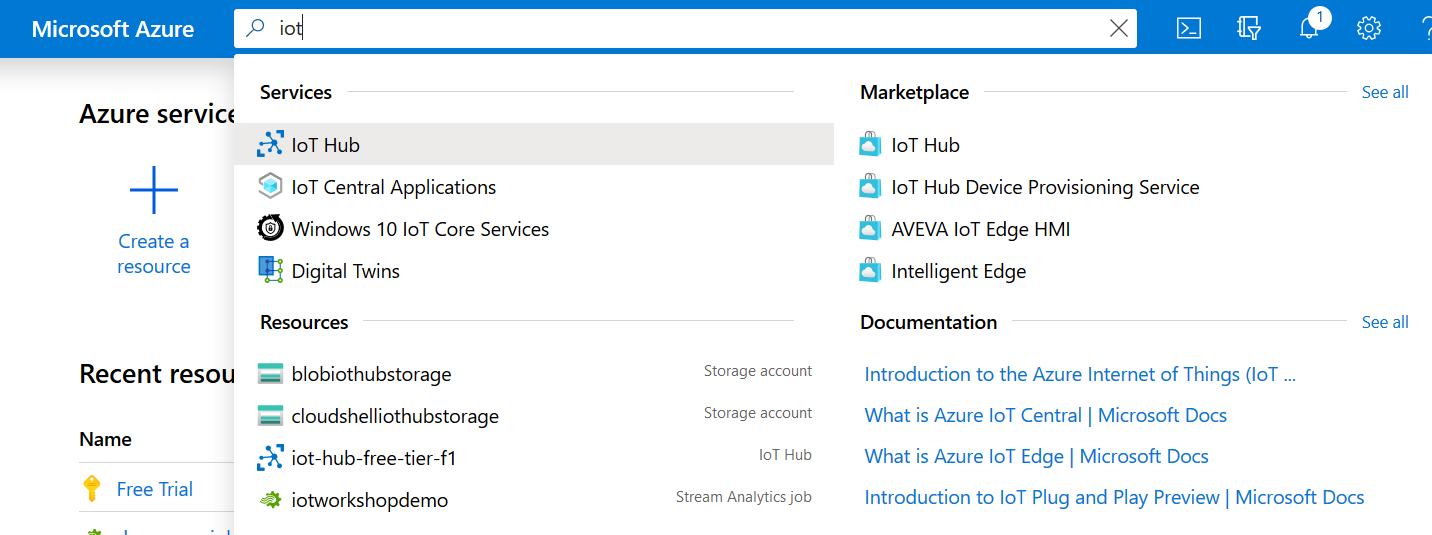 Microsoft Azure
iot
1
Azure service
Create a
resource
Recent resou
Name
Free Trial
Services
IoT Hub
IoT Central Applications
Windows 10 IoT Core Services
Digital Twins
Resources
blobiothubstorage Storage account
cloudshelliothubstorage Storage account
iot-hub-free-tier-f1 IoT Hub
iotworkshopdemo Stream Analytics job
Marketplace See all
IoT Hub
IoT Hub Device Provisioning Service
AVEVA IoT Edge HMI
Intelligent Edge
Documentation See all
Introduction to the Azure Internet of Things (IoT ...
What is Azure IoT Central | Microsoft Docs
What is Azure IoT Edge | Microsoft Docs
Introduction to IoT Plug and Play Preview | Microsoft Docs